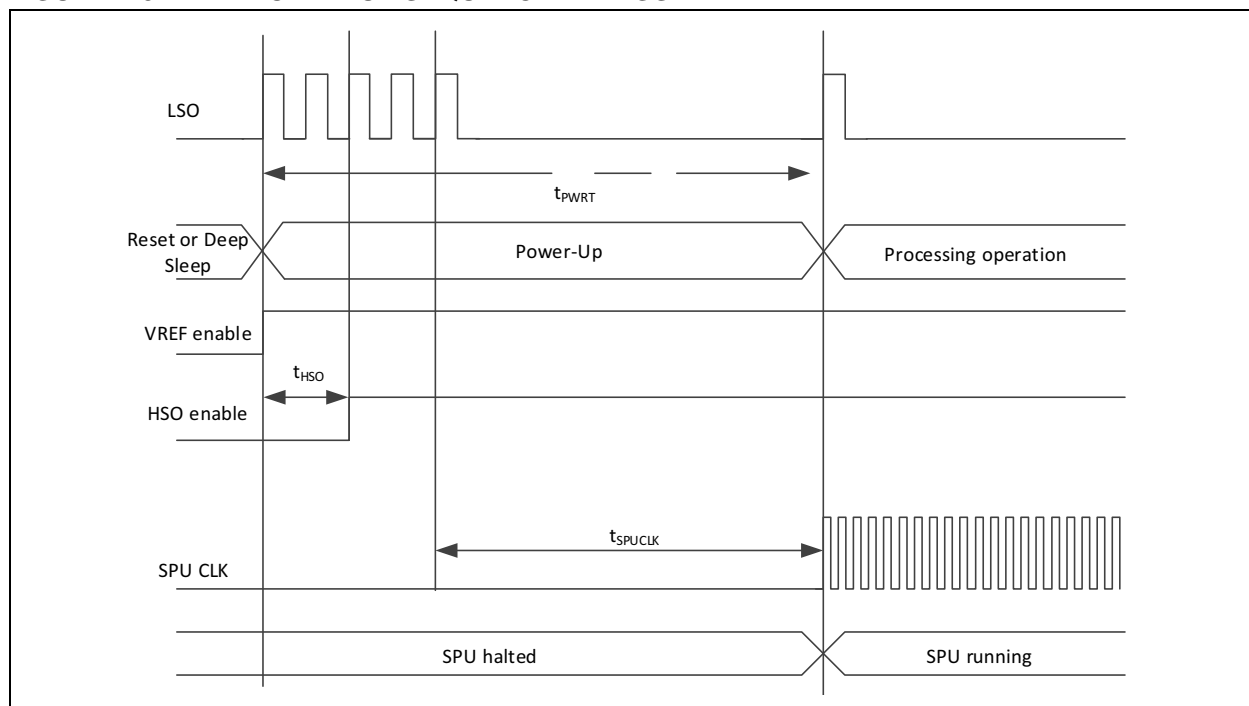 LSO
tPWRT
Reset or Deep
Sleep
Power-Up
Processing operation
VREF enable
tHSO
HSO enable
tSPUCLK
SPU CLK
SPU halted
SPU running